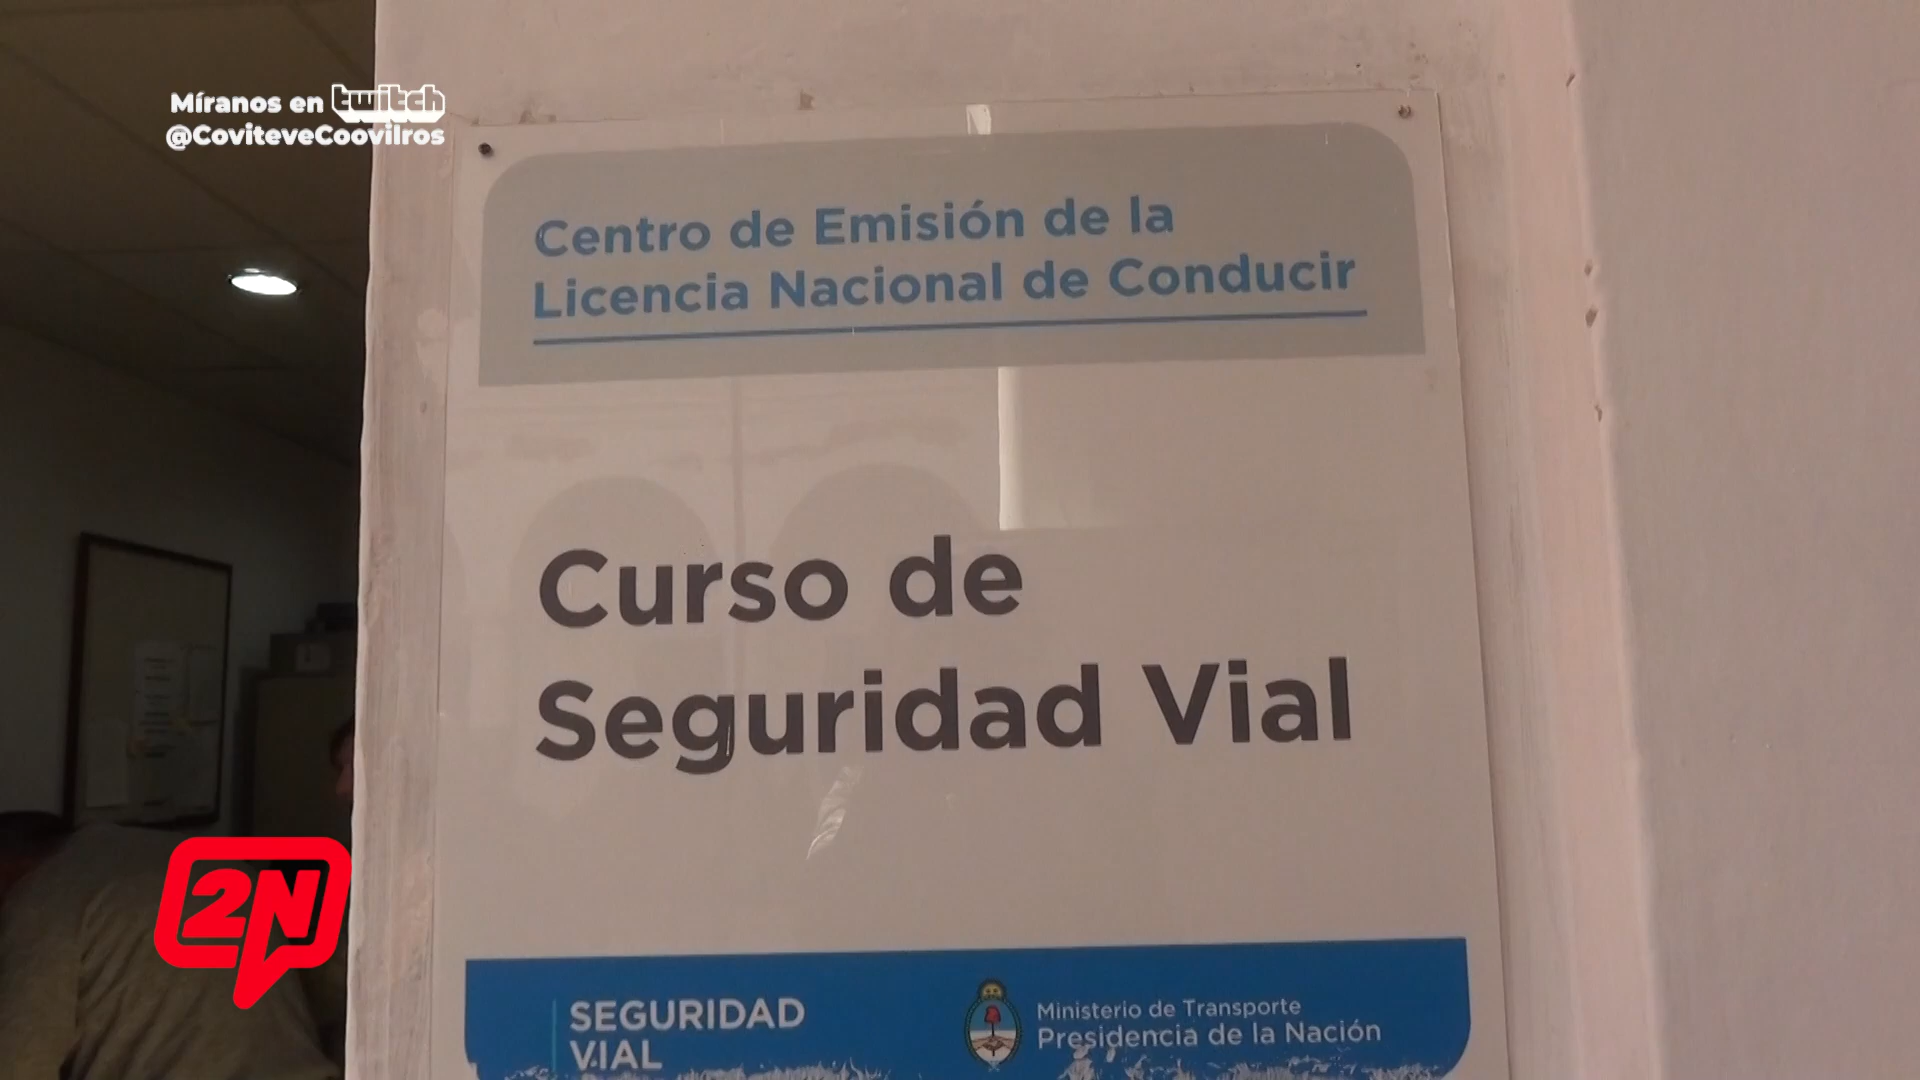 Míranos en twitch
@CoviteveCoovilros
Centro de Emisión de la
Licencia Nacional de Conducir
Curso de
Seguridad Vial
2N
SEGURIDAD
VIAL
Ministerio de Transporte
Presidencia de la Nación